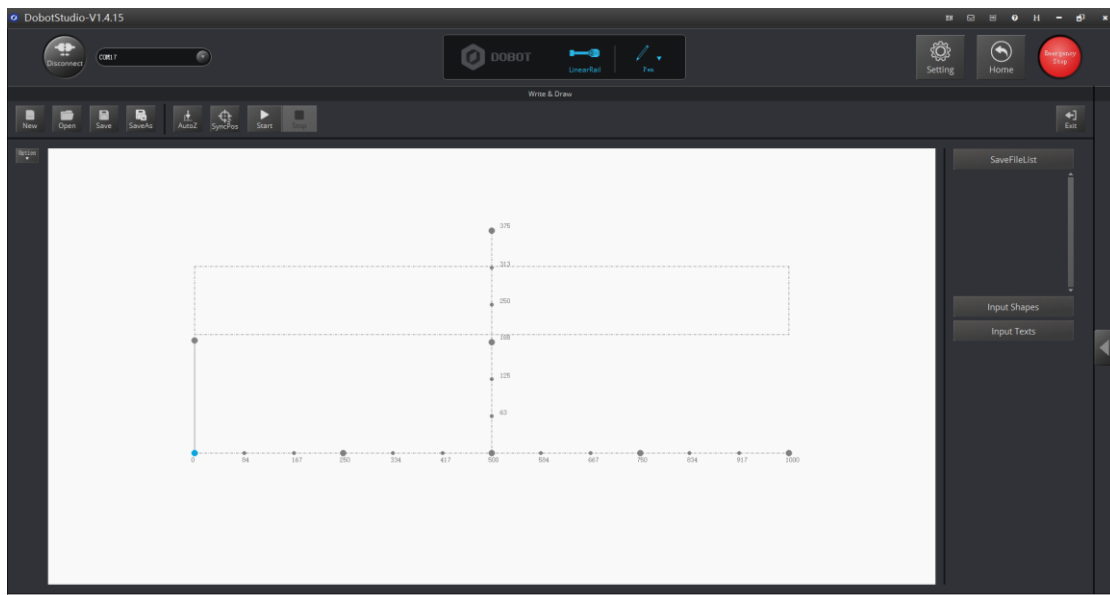 DobotStudio-V1.4.15
Disconnect
COM17
DOBOT
LinearRail
Pen
Setting
Home
Emergency
Stop
Write & Draw
New
Open
Save
SaveAs
AutoZ
SyncPos
Start
Stop
Exit
Option
SaveFileList
Input Shapes
Input Texts
375
313
250
188
125
63
0
84
167
250
334
417
500
584
667
750
834
917
1000